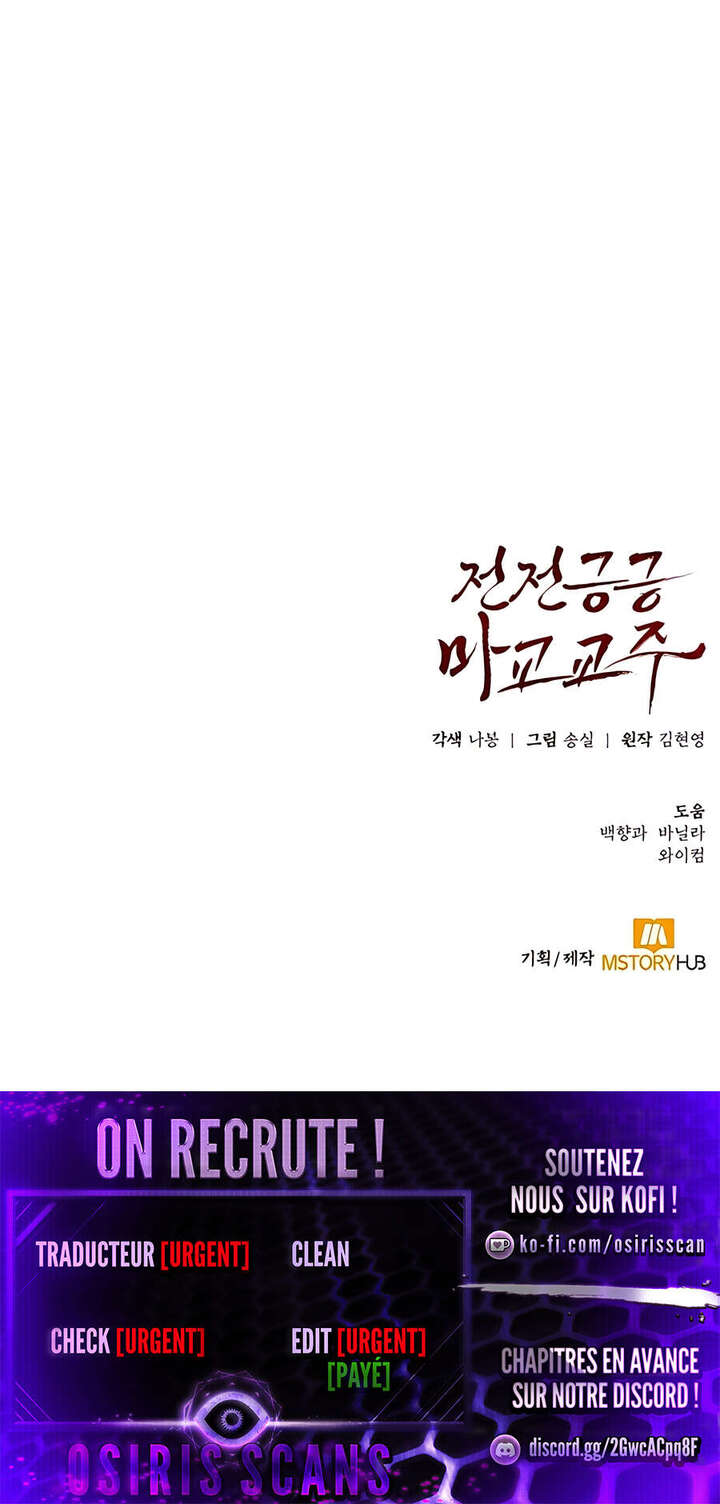 전전긍긍
마교교주
각색 나봉 | 그림 송실 | 원작 김현영
도움
백향과 바닐라
와이컴
기획/제작 MSTORYHUB
ON RECRUTE !
TRADUCTEUR [URGENT]
CLEAN
CHECK [URGENT]
EDIT [URGENT]
[PAYÉ]
OSIRIS SCANS
SOUTENEZ
NOUS SUR KOFI !
ko-fi.com/osirisscan
CHAPITRES EN AVANCE
SUR NOTRE DISCORD !
discord.gg/2GwcACpq8F